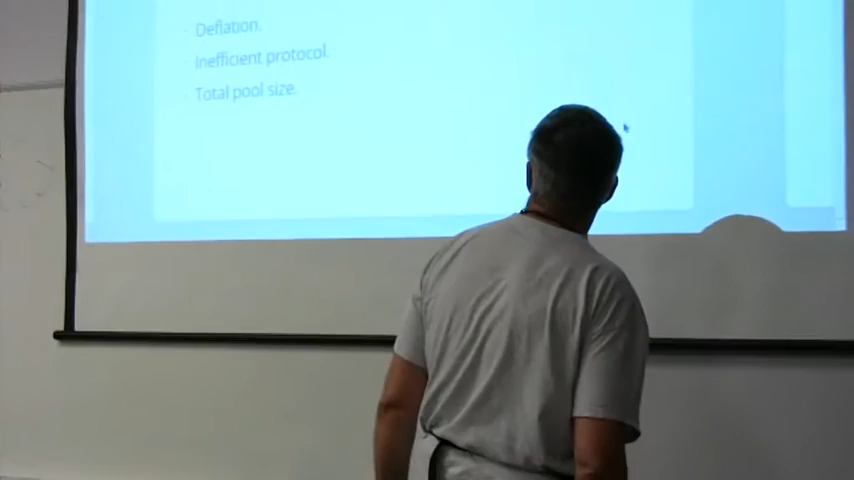 · Deflation.
· Inefficient protocol.
· Total pool size.